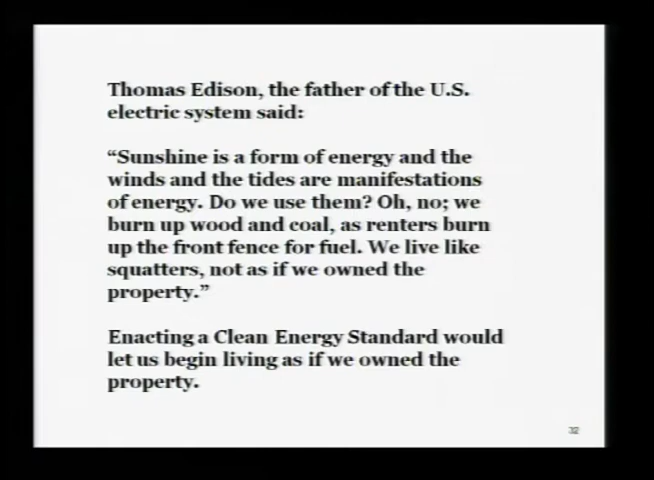 Thomas Edison, the father of the U.S.
electric system said:
“Sunshine is a form of energy and the
winds and the tides are manifestations
of energy. Do we use them? Oh, no; we
burn up wood and coal, as renters burn
up the front fence for fuel. We live like
squatters, not as if we owned the
property.”
Enacting a Clean Energy Standard would
let us begin living as if we owned the
property.
32